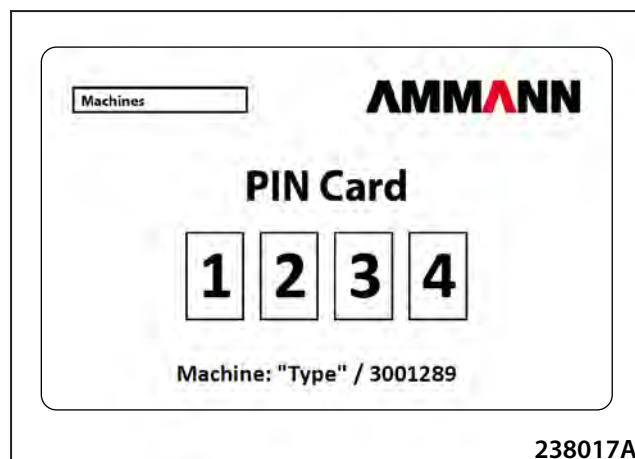 Machines
AMMANN
PIN Card
1 2 3 4
Machine: "Type" / 3001289
238017A